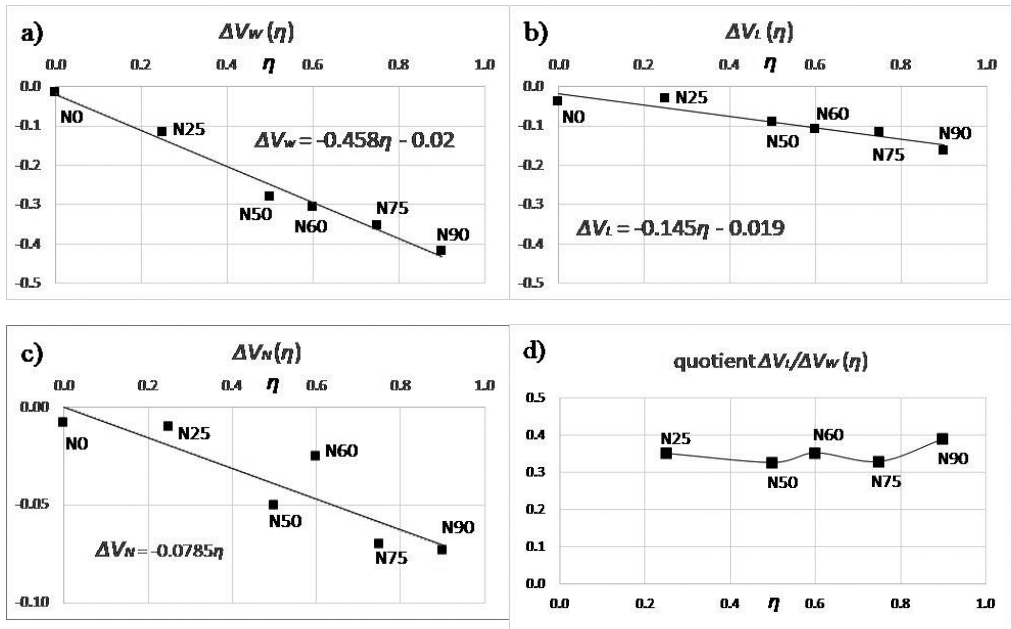 a)
ΔVw(η)
η
0.0 0.2 0.4 0.6 0.8 1.0
0.0
-0.1
-0.2
-0.3
-0.4
-0.5
N0
N25
N50
N60
N75
N90
ΔVw = -0.458η - 0.02
b)
ΔVL(η)
η
0.0 0.2 0.4 0.6 0.8 1.0
0.0
-0.1
-0.2
-0.3
-0.4
-0.5
N0
N25
N60
N50
N90
N75
ΔVL = -0.145η - 0.019
c)
ΔVN(η)
0.0 0.2 0.4 η 0.6 0.8 1.0
0.00
-0.05
-0.10
N0
N25
N60
N50
N90
N75
ΔVN = -0.0785η
d)
quotient ΔVL/ΔVW (η)
0.5
0.4
0.3
0.2
0.1
0.0
N25
N60
N90
N50
N75
0.0 0.2 0.4 η 0.6 0.8 1.0